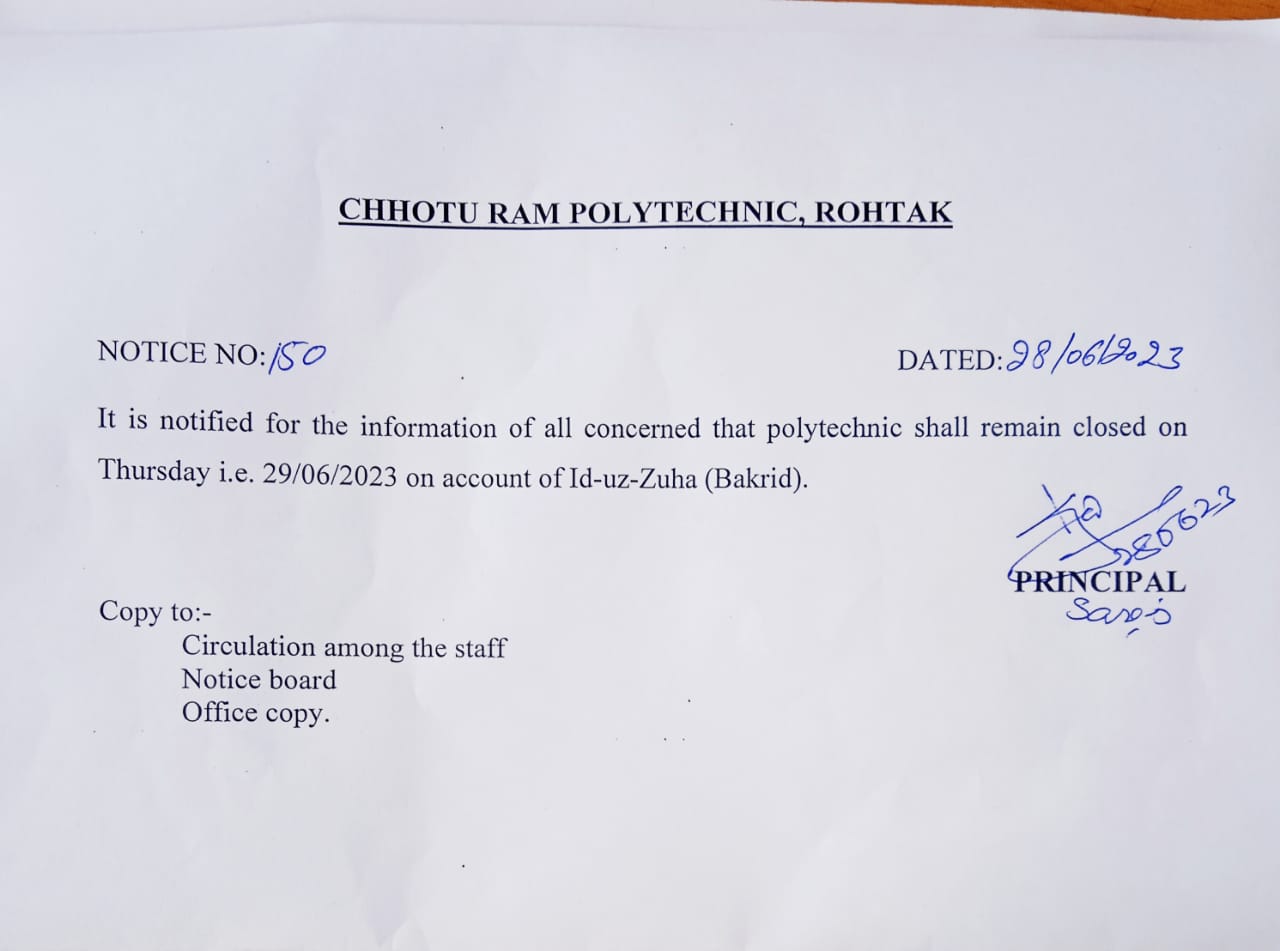 CHHOTU RAM POLYTECHNIC, ROHTAK
NOTICE NO: 150 DATED: 28/06/2023
It is notified for the information of all concerned that polytechnic shall remain closed on
Thursday i.e. 29/06/2023 on account of Id-uz-Zuha (Bakrid).
280623
PRINCIPAL
Copy to:-
Circulation among the staff
Notice board
Office copy.